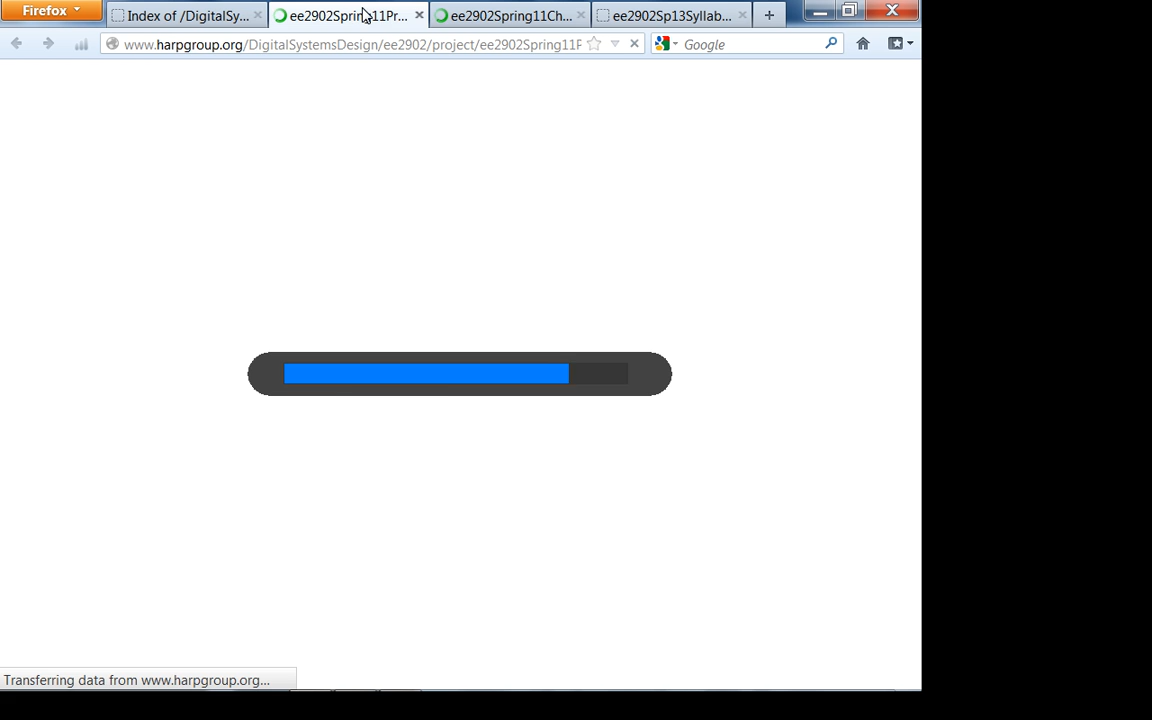 Firefox
Index of /DigitalSy...
ee2902Spring11Pr...
ee2902Spring11Ch...
ee2902Sp13Syllab...
www.harpgroup.org/DigitalSystemsDesign/ee2902/project/ee2902Spring11F
Google
Transferring data from www.harpgroup.org...